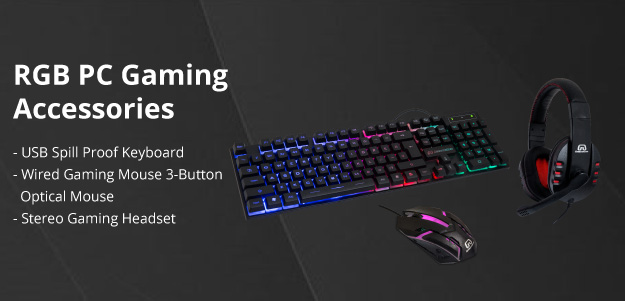 RGB PC Gaming
Accessories
- USB Spill Proof Keyboard
- Wired Gaming Mouse 3-Button
Optical Mouse
- Stereo Gaming Headset